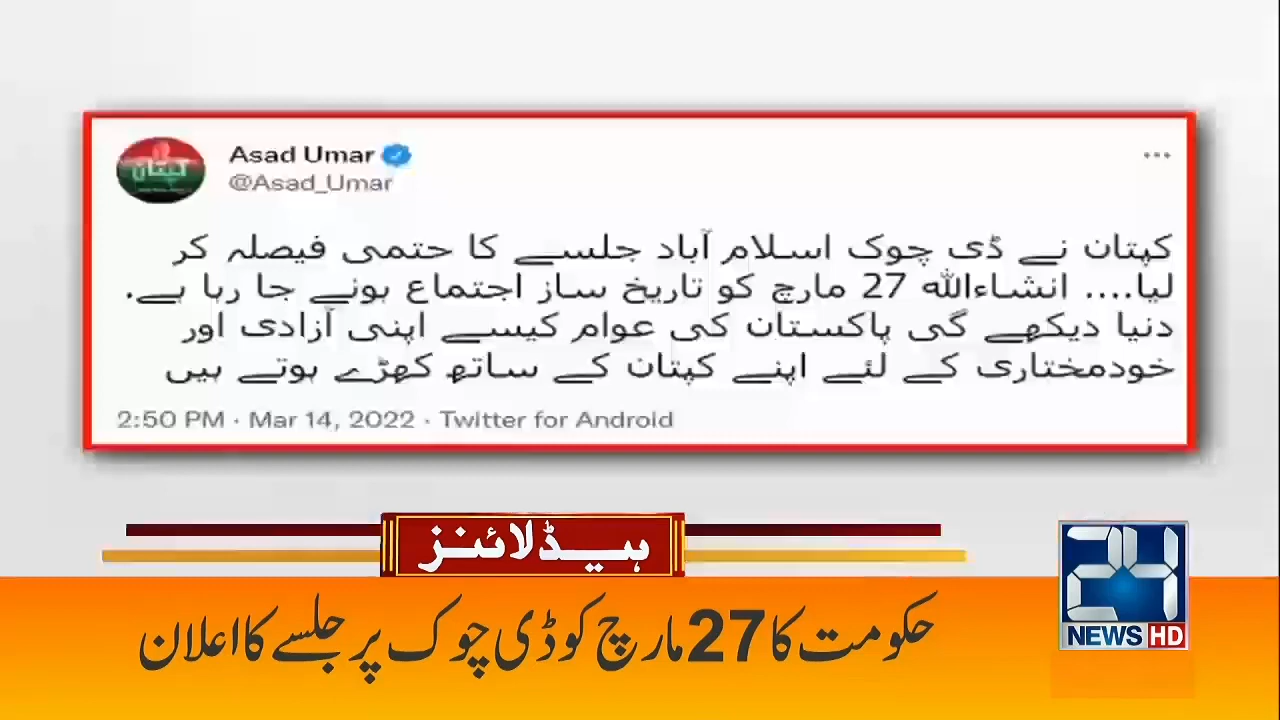 Asad Umar
@Asad_Umar
کپتان نے ڈی چوک اسلام آباد جلسے کا حتمی فیصلہ کر
لیا.... انشاءاللہ 27 مارچ کو تاریخ ساز اجتماع ہونے جا رہا ہے.
دنیا دیکھے گی پاکستان کی عوام کیسے اپنی آزادی اور
خودمختاری کے لئے اپنے کپتان کے ساتھ کھڑے ہوتے ہیں
2:50 PM · Mar 14, 2022 · Twitter for Android
ہیڈلائنز
حکومت کا 27 مارچ کو ڈی چوک پر جلسے کا اعلان
24
NEWS HD
کپتان